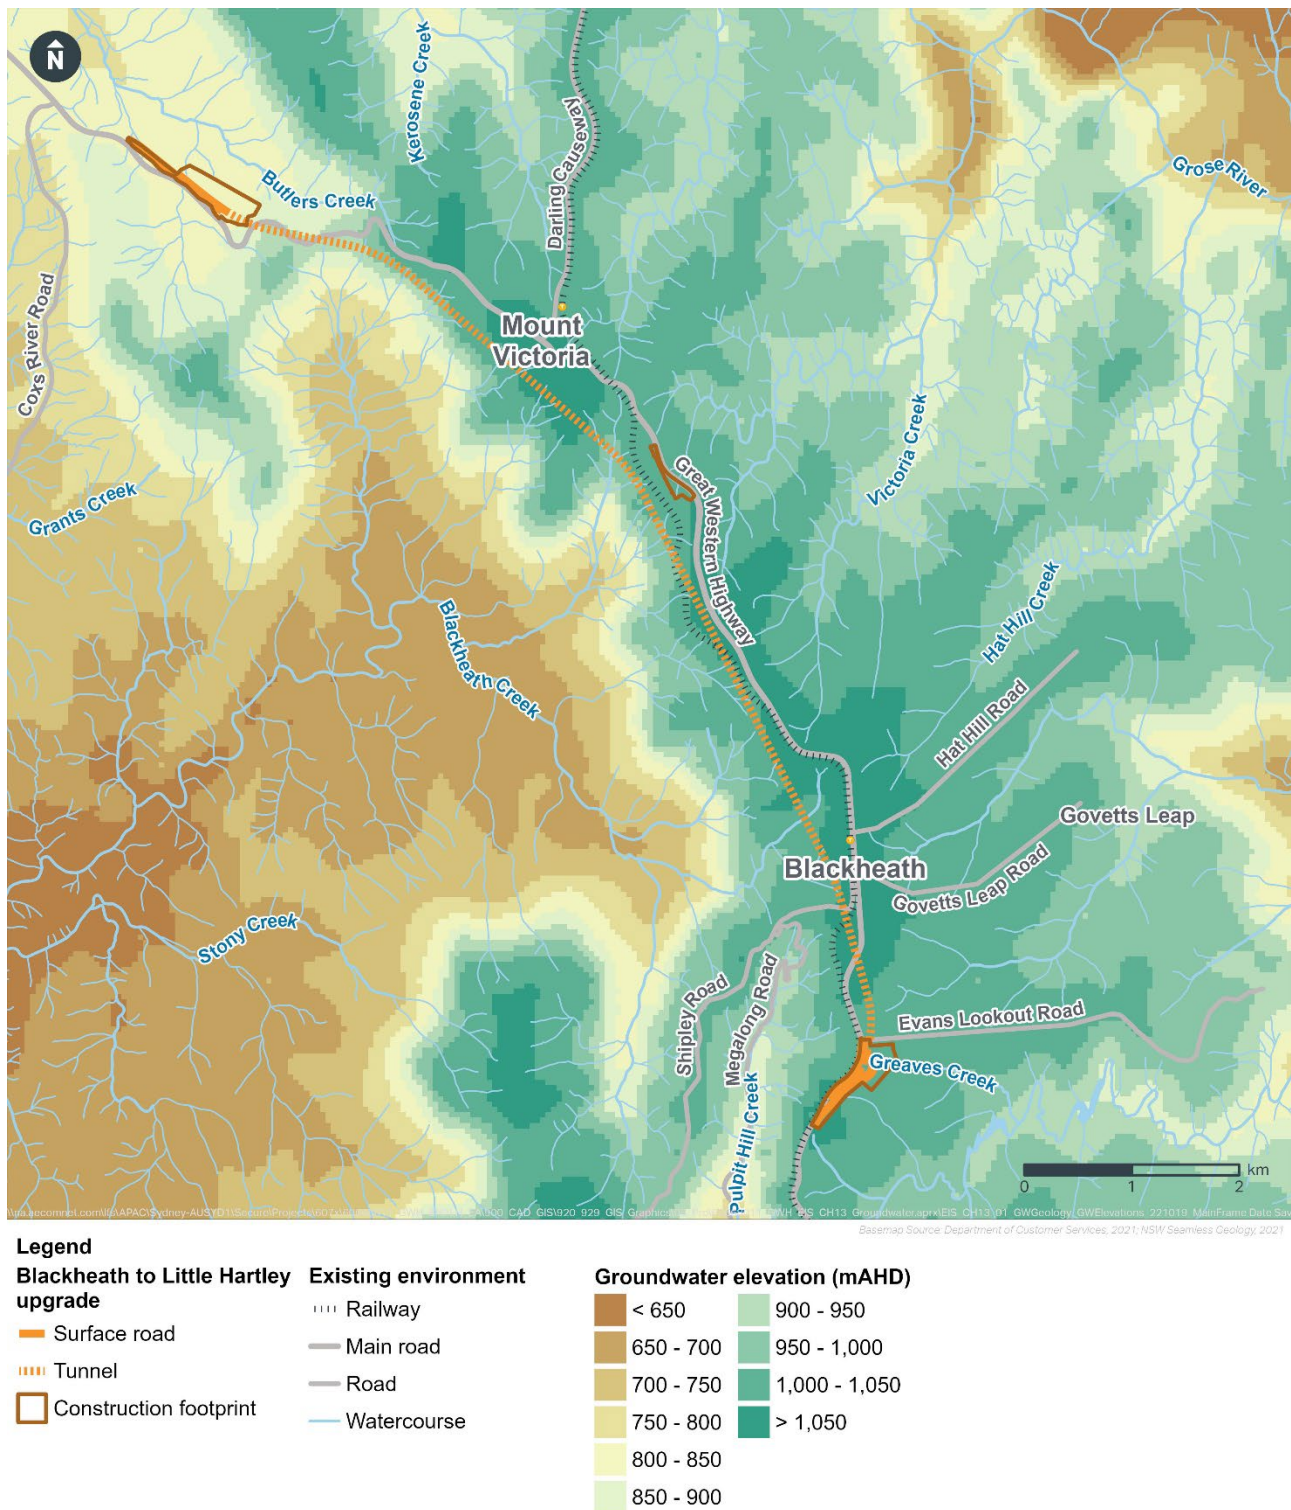 N
Kerosene Creek
Darling Causeway
Grose River
Butlers Creek
Coxs River Road
Mount
Victoria
Great Western Highway
Victoria Creek
Grants Creek
Hat Hill Creek
Blackheath Creek
Hat Hill Road
Govetts Leap
Blackheath
Govetts Leap Road
Stony Creek
Shipley Road
Megalong Road
Evans Lookout Road
Greaves Creek
Pulpit Hill Creek
km
0 1 2
Basemap Source: Department of Customer Services, 2021; NSW Seamless Geology, 2021
Legend
Blackheath to Little Hartley
upgrade
Surface road
Tunnel
Construction footprint
Existing environment
Railway
Main road
Road
Watercourse
Groundwater elevation (mAHD)
< 650
650 - 700
700 - 750
750 - 800
800 - 850
850 - 900
900 - 950
950 - 1,000
1,000 - 1,050
> 1,050